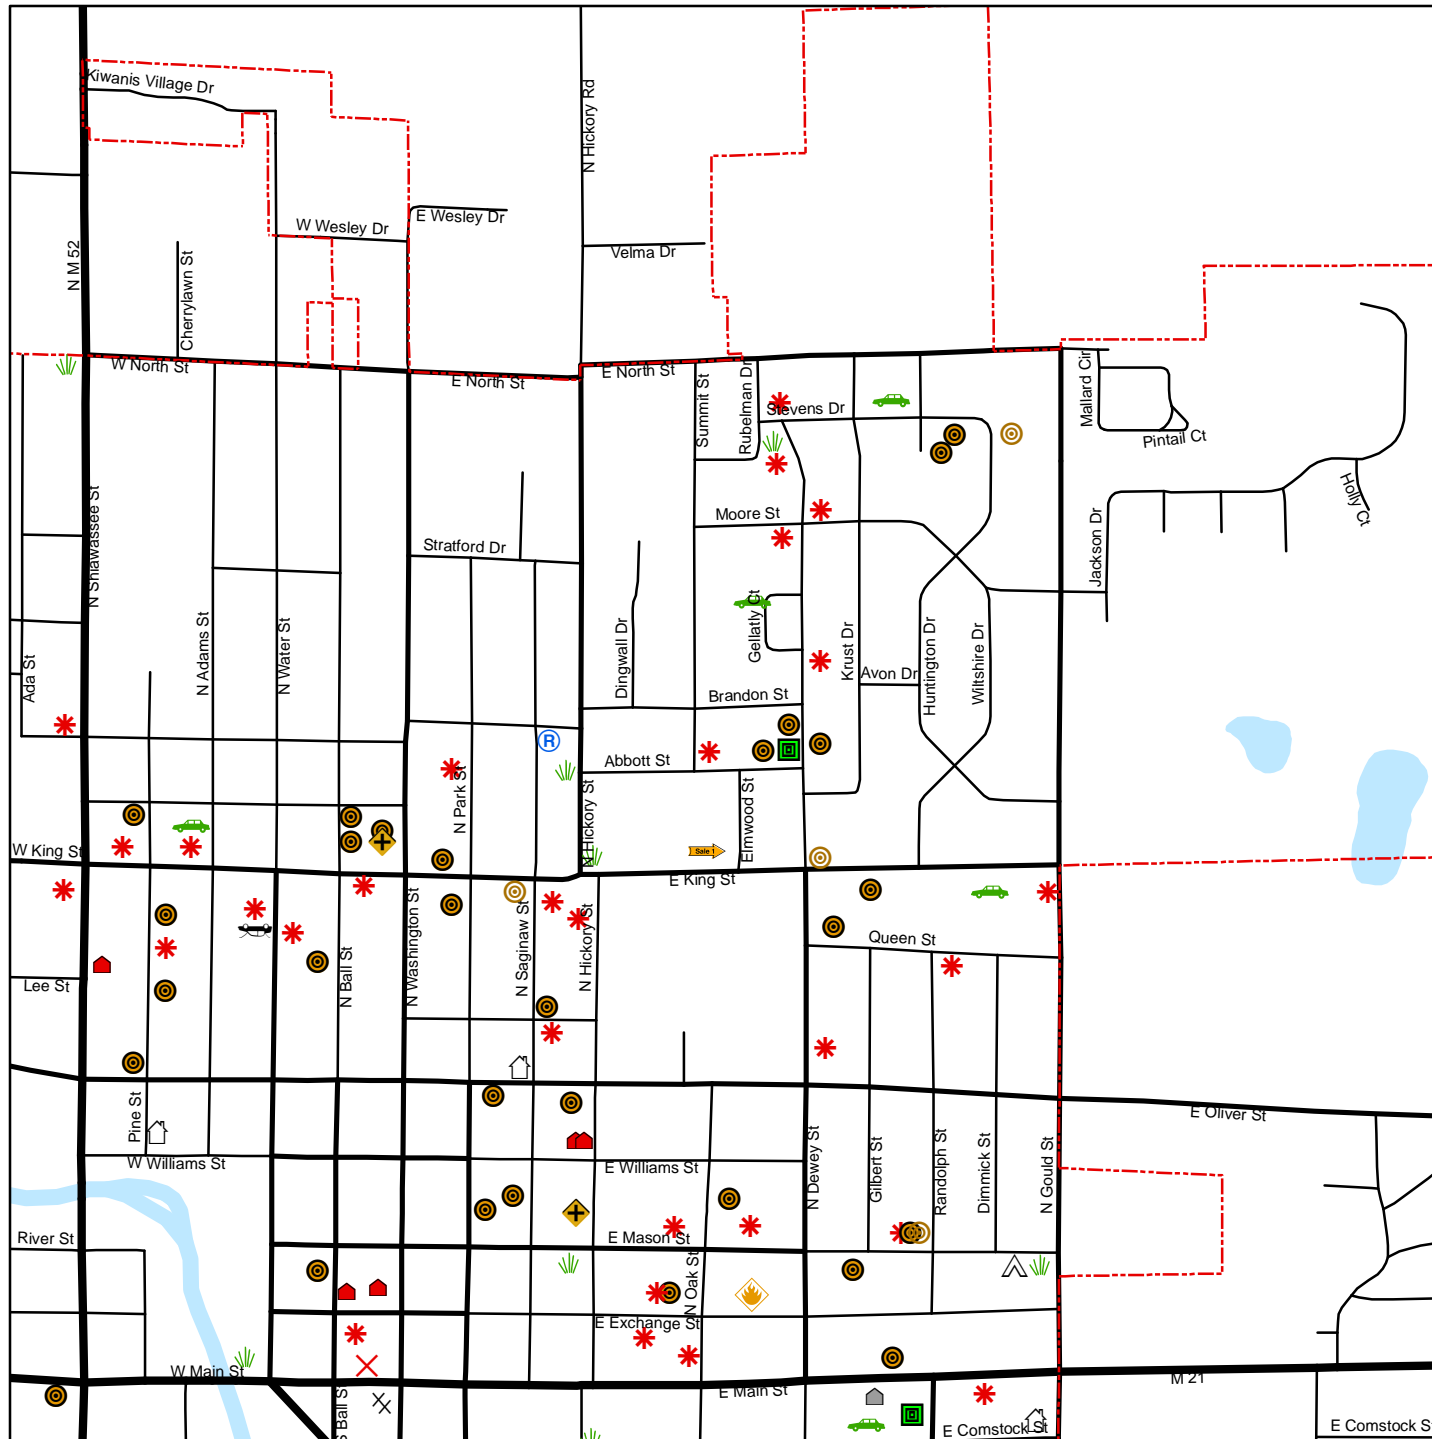 Kiwanis Village Dr
N Hickory Rd
E Wesley Dr
W Wesley Dr
Velma Dr
N M 52
Cherrylawn St
W North St
E North St
E North St
Summit St
Rubelman Dr
Stevens Dr
Mallard Cir
Pintail Ct
Holly Ct
N Shiawassee St
Moore St
Stratford Dr
Jackson Dr
Gellatly Ct
N Adams St
N Water St
Dingwall Dr
Krust Dr
Huntington Dr
Wiltshire Dr
Ada St
Avon Dr
Brandon St
R
Abbott St
N Park St
N Hickory St
Elmwood St
W King St
Sale 1
E King St
N Washington St
N Saginaw St
N Hickory St
Queen St
N Ball St
Lee St
Pine St
E Oliver St
W Williams St
E Williams St
N Dewey St
Gilbert St
Randolph St
Dimmick St
N Gould St
River St
E Mason St
N Oak St
E Exchange St
W Main St
E Main St
M 21
S Ball S
E Comstock St
E Comstock St